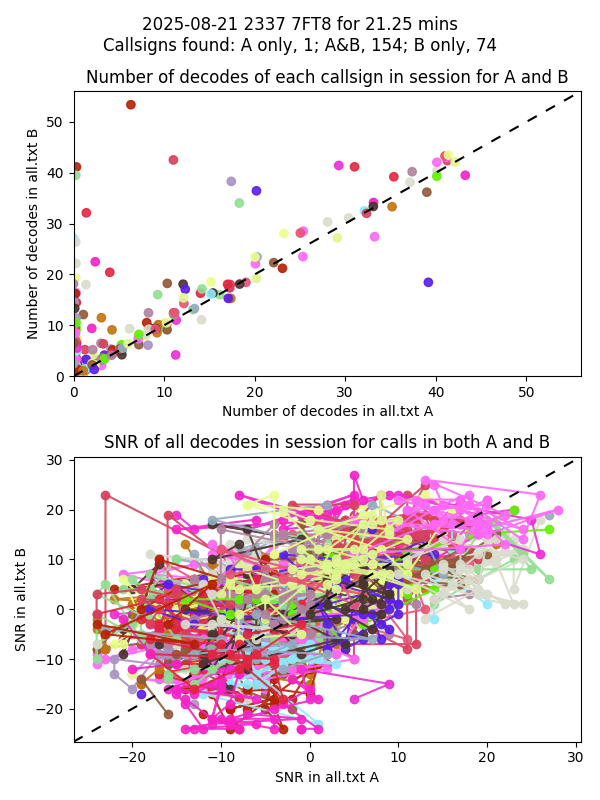 2025-08-21 2337 7FT8 for 21.25 mins
Callsigns found: A only, 1; A&B, 154; B only, 74
Number of decodes of each callsign in session for A and B
50
40
30
20
10
0
Number of decodes in all.txt B
0 10 20 30 40 50
Number of decodes in all.txt A
SNR of all decodes in session for calls in both A and B
30
20
10
0
−10
−20
SNR in all.txt B
−20 −10 0 10 20 30
SNR in all.txt A